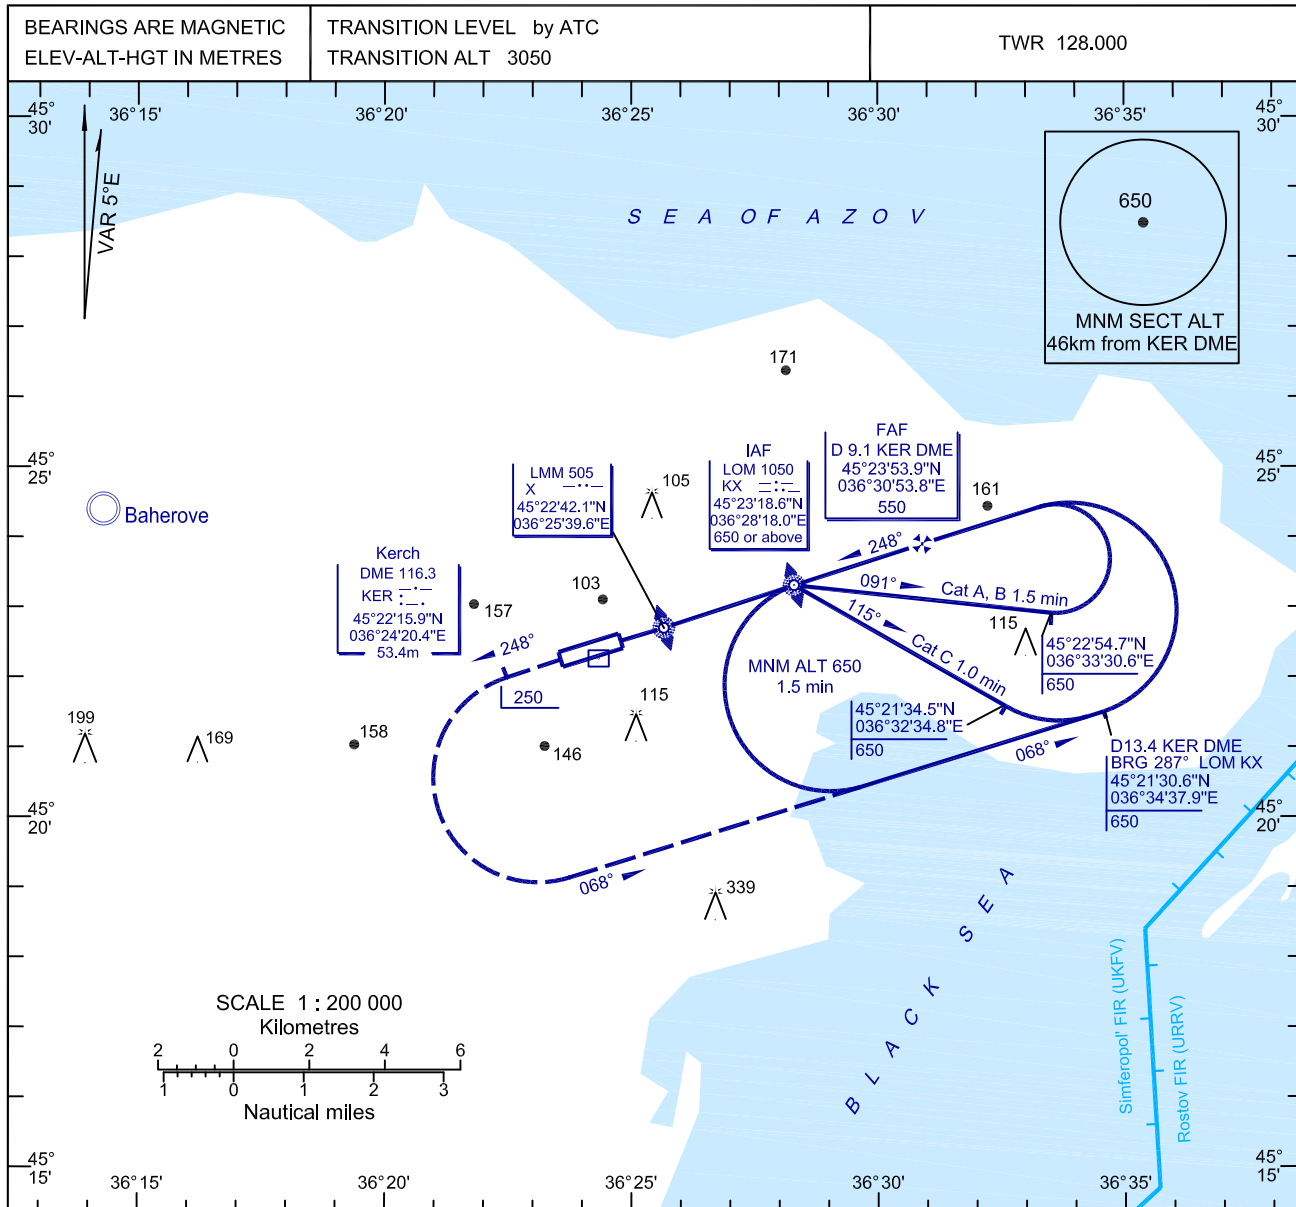 BEARINGS ARE MAGNETIC
ELEV-ALT-HGT IN METRES
TRANSITION LEVEL by ATC
TRANSITION ALT 3050
TWR 128.000
45°
30'
36°15'
36°20'
36°25'
36°30'
36°35'
45°
30'
VAR 5°E
SEA OF AZOV
650
MNM SECT ALT
46km from KER DME
171
45°
25'
45°
25'
Baherove
LMM 505
X
45°22'42.1"N
036°25'39.6"E
105
IAF
LOM 1050
KX
45°23'18.6"N
036°28'18.0"E
650 or above
FAF
D 9.1 KER DME
45°23'53.9"N
036°30'53.8"E
550
161
Kerch
DME 116.3
KER
45°22'15.9"N
036°24'20.4"E
53.4m
157
103
248°
248°
091°
Cat A, B 1.5 min
115°
Cat C 1.0 min
115
45°22'54.7"N
036°33'30.6"E
650
MNM ALT 650
1.5 min
250
115
45°21'34.5"N
036°32'34.8"E
650
199
169
158
146
068°
D13.4 KER DME
BRG 287° LOM KX
45°21'30.6"N
036°34'37.9"E
650
45°
20'
45°
20'
068°
339
BLACK SEA
Simferopol' FIR (UKFV)
Rostov FIR (URRV)
SCALE 1 : 200 000
Kilometres
2 0 2 4 6
1 0 1 2 3
Nautical miles
45°
15'
36°15'
36°20'
36°25'
36°30'
36°35'
45°
15'